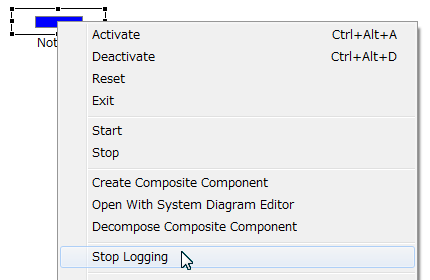 Activate Ctrl+Alt+A
Not
Deactivate Ctrl+Alt+D
Reset
Exit
Start
Stop
Create Composite Component
Open With System Diagram Editor
Decompose Composite Component
Stop Logging